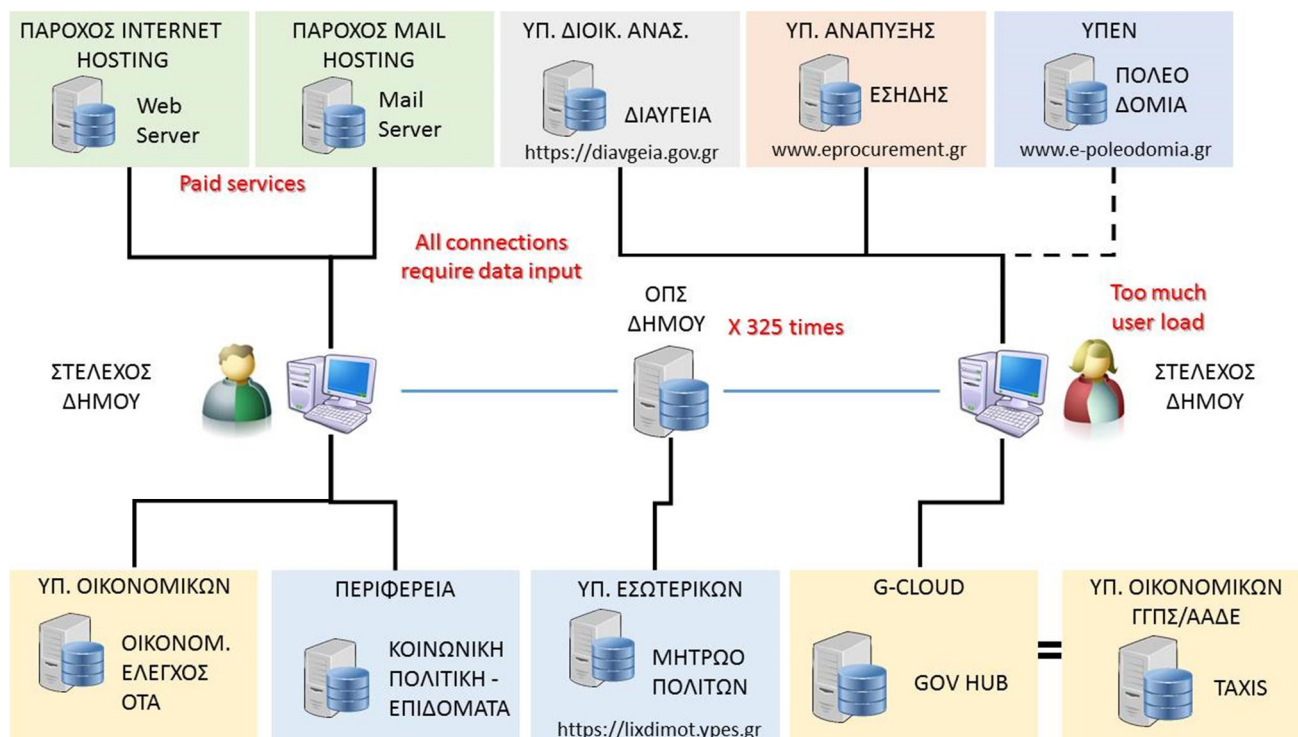 ΠΑΡΟΧΟΣ INTERNET
HOSTING
Web
Server
ΠΑΡΟΧΟΣ MAIL
HOSTING
Mail
Server
ΥΠ. ΔΙΟΙΚ. ΑΝΑΣ.
ΔΙΑΥΓΕΙΑ
https://diavgeia.gov.gr
ΥΠ. ΑΝΑΠΥΞΗΣ
ΕΣΗΔΗΣ
www.eprocurement.gr
ΥΠΕΝ
ΠΟΛΕΟ
ΔΟΜΙΑ
www.e-poleodomia.gr
Paid services
All connections
require data input
ΟΠΣ
ΔΗΜΟΥ
X 325 times
Too much
user load
ΣΤΕΛΕΧΟΣ
ΔΗΜΟΥ
ΣΤΕΛΕΧΟΣ
ΔΗΜΟΥ
ΥΠ. ΟΙΚΟΝΟΜΙΚΩΝ
ΟΙΚΟΝΟΜ.
ΕΛΕΓΧΟΣ
ΟΤΑ
ΠΕΡΙΦΕΡΕΙΑ
ΚΟΙΝΩΝΙΚΗ
ΠΟΛΙΤΙΚΗ -
ΕΠΙΔΟΜΑΤΑ
ΥΠ. ΕΣΩΤΕΡΙΚΩΝ
ΜΗΤΡΩΟ
ΠΟΛΙΤΩΝ
https://lixdimot.ypes.gr
G-CLOUD
GOV HUB
=
ΥΠ. ΟΙΚΟΝΟΜΙΚΩΝ
ΓΓΠΣ/ΑΑΔΕ
TAXIS